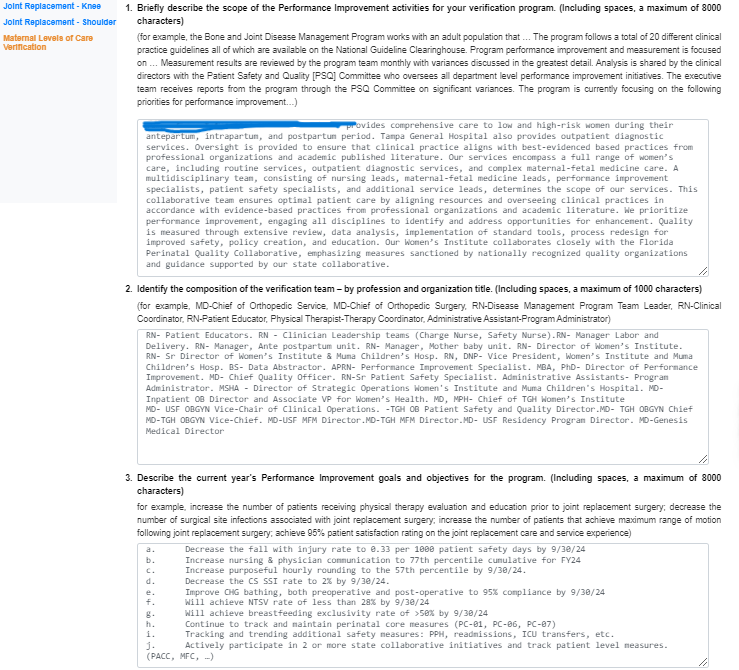 Joint Replacement - Knee
Joint Replacement - Shoulder
Maternal Levels of Care
Verification
1. Briefly describe the scope of the Performance Improvement activities for your verification program. (Including spaces, a maximum of 8000
characters)
(for example, the Bone and Joint Disease Management Program works with an adult population that ... The program follows a total of 20 different clinical
practice guidelines all of which are available on the National Guideline Clearinghouse. Program performance improvement and measurement is focused
on ... Measurement results are reviewed by the program team monthly with variances discussed in the greatest detail. Analysis is shared by the clinical
directors with the Patient Safety and Quality [PSQ] Committee who oversees all department level performance improvement initiatives. The executive
team receives reports from the program through the PSQ Committee on significant variances. The program is currently focusing on the following
priorities for performance improvement...)
provides comprehensive care to low and high-risk women during their
antepartum, intrapartum, and postpartum period. Tampa General Hospital also provides outpatient diagnostic
services. Oversight is provided to ensure that clinical practice aligns with best-evidenced based practices from
professional organizations and academic published literature. Our services encompass a full range of women's
care, including routine services, outpatient diagnostic services, and complex maternal-fetal medicine care. A
multidisciplinary team, consisting of nursing leads, maternal-fetal medicine leads, performance improvement
specialists, patient safety specialists, and additional service leads, determines the scope of our services. This
collaborative team ensures optimal patient care by aligning resources and overseeing clinical practices in
accordance with evidence-based practices from professional organizations and academic literature. We prioritize
performance improvement, engaging all disciplines to identify and address opportunities for enhancement. Quality
is measured through extensive review, data analysis, implementation of standard tools, process redesign for
improved safety, policy creation, and education. Our Women's Institute collaborates closely with the Florida
Perinatal Quality Collaborative, emphasizing measures sanctioned by nationally recognized quality organizations
and guidance supported by our state collaborative.
2. Identify the composition of the verification team – by profession and organization title. (Including spaces, a maximum of 1000 characters)
(for example, MD-Chief of Orthopedic Service, MD-Chief of Orthopedic Surgery, RN-Disease Management Program Team Leader, RN-Clinical
Coordinator, RN-Patient Educator, Physical Therapist-Therapy Coordinator, Administrative Assistant-Program Administrator)
RN- Patient Educators. RN - Clinician Leadership teams (Charge Nurse, Safety Nurse).RN- Manager Labor and
Delivery. RN- Manager, Ante postpartum unit. RN- Manager, Mother baby unit. RN- Director of Women's Institute.
RN- Sr Director of Women's Institute & Muma Children's Hosp. RN, DNP- Vice President, Women's Institute and Muma
Children's Hosp. BS- Data Abstractor. APRN- Performance Improvement Specialist. MBA, PhD- Director of Performance
Improvement. MD- Chief Quality Officer. RN-Sr Patient Safety Specialist. Administrative Assistants- Program
Administrator. MSHA - Director of Strategic Operations Women's Institute and Muma Children's Hospital. MD-
Inpatient OB Director and Associate VP for Women's Health. MD, MPH- Chief of TGH Women's Institute
MD- USF OBGYN Vice-Chair of Clinical Operations. -TGH OB Patient Safety and Quality Director.MD- TGH OBGYN Chief
MD-TGH OBGYN Vice-Chief. MD-USF MFM Director.MD-TGH MFM Director.MD- USF Residency Program Director. MD-Genesis
Medical Director
3. Describe the current year's Performance Improvement goals and objectives for the program. (Including spaces, a maximum of 8000
characters)
for example, increase the number of patients receiving physical therapy evaluation and education prior to joint replacement surgery; decrease the
number of surgical site infections associated with joint replacement surgery; increase the number of patients that achieve maximum range of motion
following joint replacement surgery; achieve 95% patient satisfaction rating on the joint replacement care and service experience)
a. Decrease the fall with injury rate to 0.33 per 1000 patient safety days by 9/30/24
b. Increase nursing & physician communication to 77th percentile cumulative for FY24
c. Increase purposeful hourly rounding to the 57th percentile by 9/30/24.
d. Decrease the CS SSI rate to 2% by 9/30/24.
e. Improve CHG bathing, both preoperative and post-operative to 95% compliance by 9/30/24
f. Will achieve NTSV rate of less than 28% by 9/30/24
g. Will achieve breastfeeding exclusivity rate of >50% by 9/30/24
h. Continue to track and maintain perinatal core measures (PC-01, PC-06, PC-07)
i. Tracking and trending additional safety measures: PPH, readmissions, ICU transfers, etc.
j. Actively participate in 2 or more state collaborative initiatives and track patient level measures.
(PACC, MFC, …)